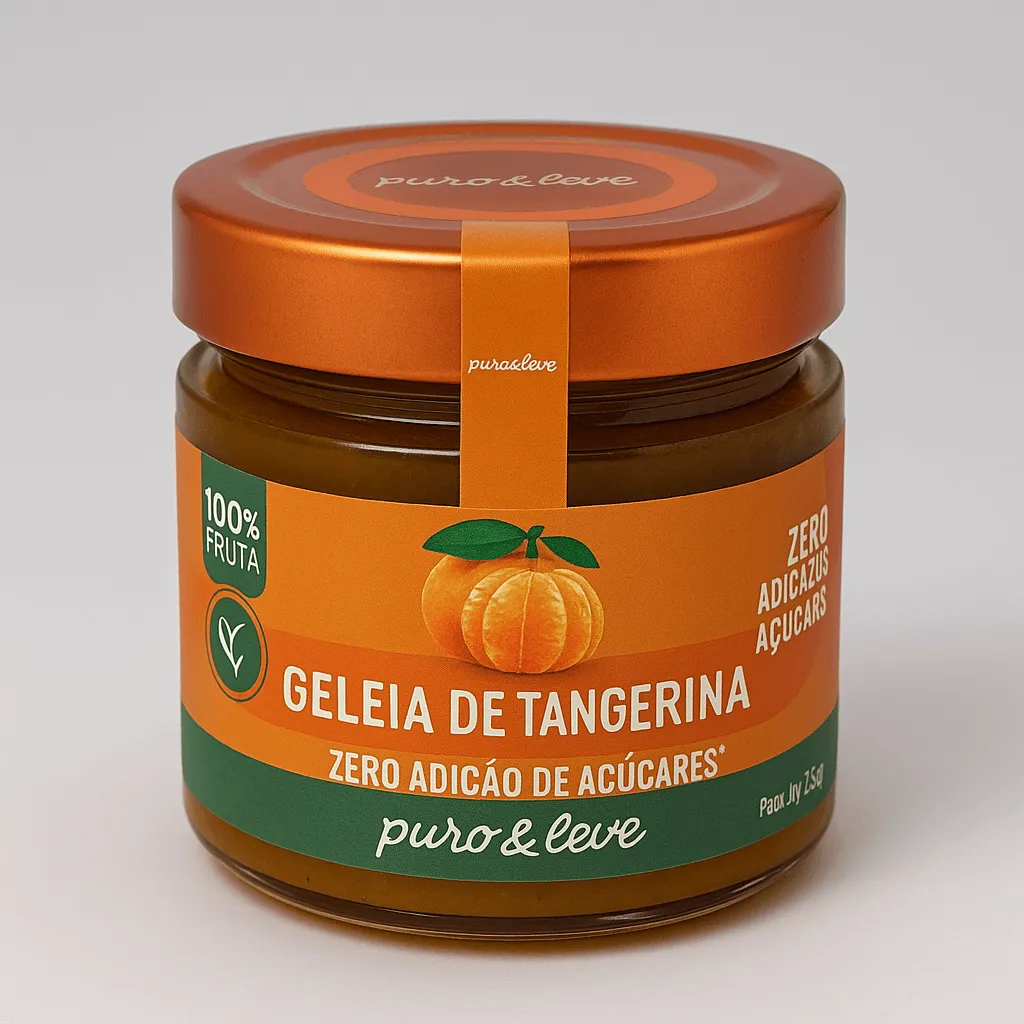 puro&leve
puro&leve
100%
FRUTA
ZERO
ADICAZUS
AÇUCARS
GELEIA DE TANGERINA
ZERO ADICÁO DE ACÚCARES*
puro&leve